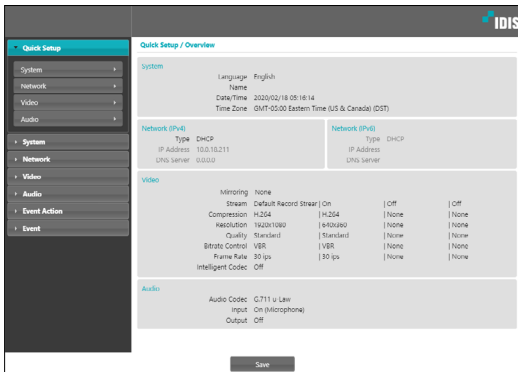 IDIS
Quick Setup
System
Network
Video
Audio
System
Network
Video
Audio
Event Action
Event
Quick Setup / Overview
System
Language English
Name
Date/Time 2020/02/18 05:16:14
Time Zone GMT-05:00 Eastern Time (US & Canada) (DST)
Network (IPv4)
Type DHCP
IP Address 10.0.10.211
DNS Server 0.0.0.0
Network (IPv6)
Type DHCP
IP Address
DNS Server
Video
Mirroring None
Stream Default Record Strear | On | Off | Off
Compression H.264 | H.264 | None | None
Resolution 1920x1080 | 640x360 | None | None
Quality Standard | Standard | None | None
Bitrate Control VBR | VBR | None | None
Frame Rate 30 ips | 30 ips | None | None
Intelligent Codec Off
Audio
Audio Codec G.711 u-Law
Input On (Microphone)
Output Off
Save